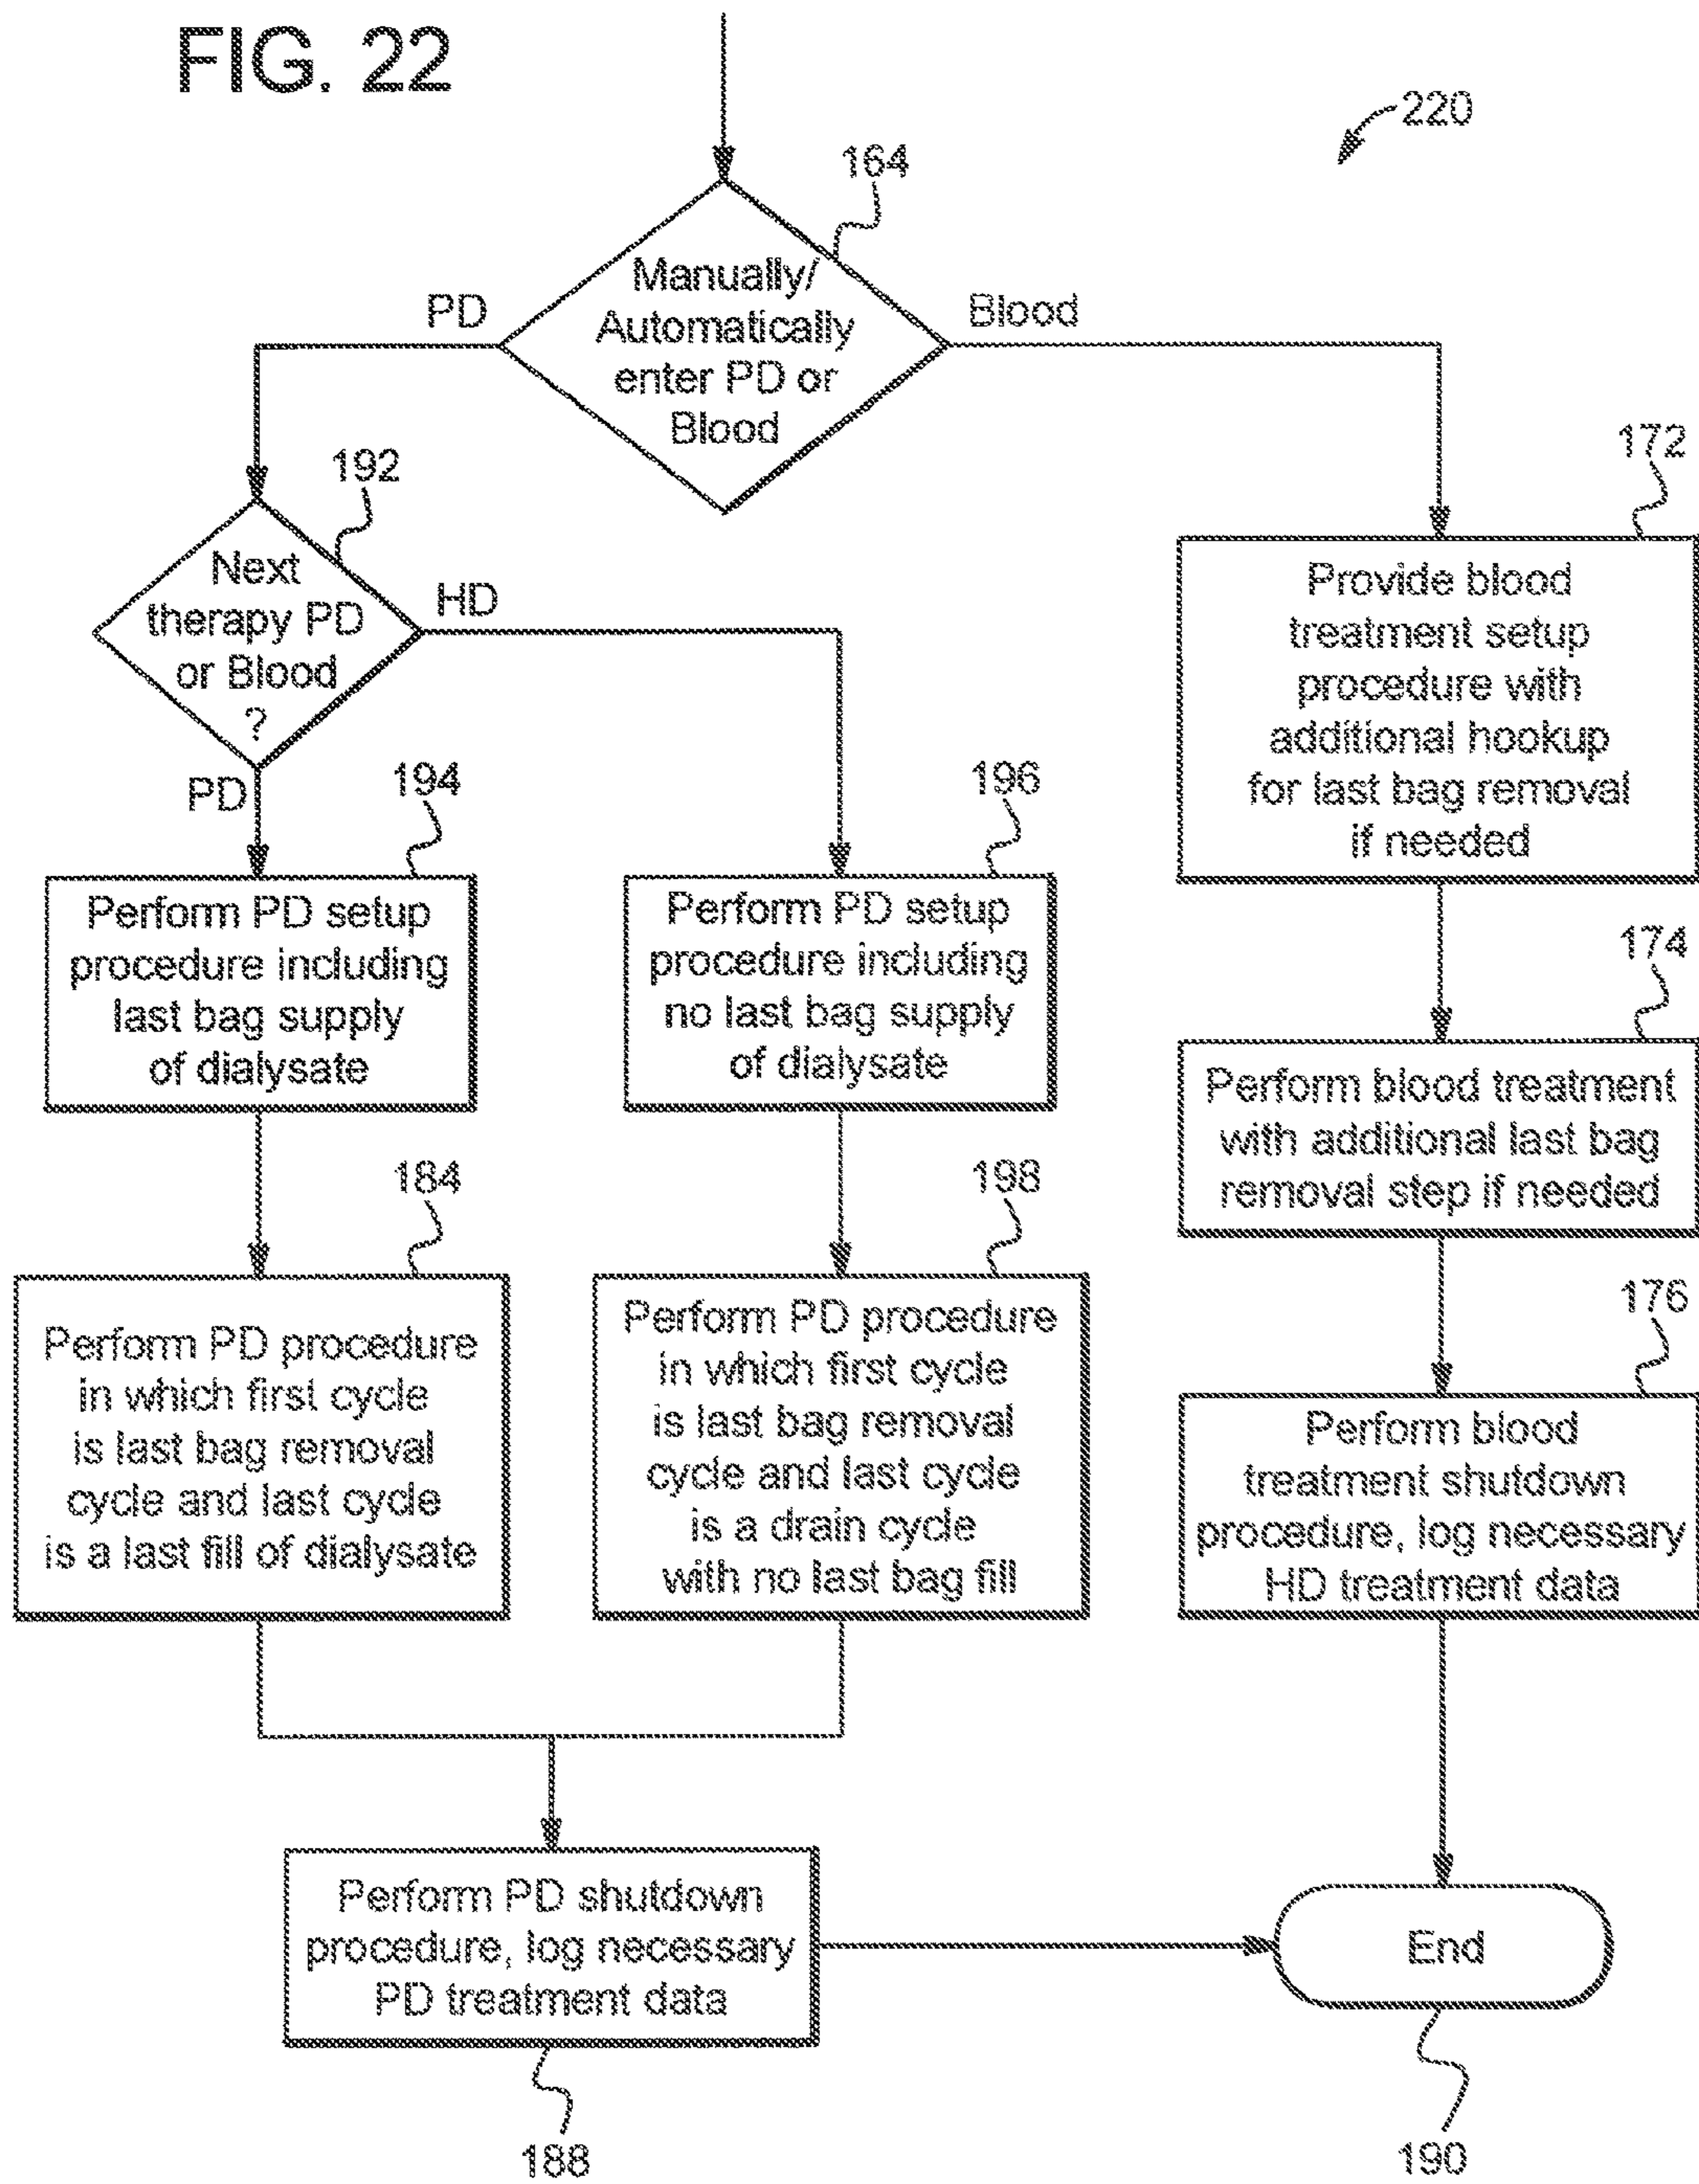 FIG. 22
220
164
Manually/
Automatically
enter PD or
Blood
PD
Blood
192
Next
therapy PD
or Blood
?
HD
PD
172
Provide blood
treatment setup
procedure with
additional hookup
for last bag removal
if needed
194
Perform PD setup
procedure including
last bag supply
of dialysate
196
Perform PD setup
procedure including
no last bag supply
of dialysate
174
Perform blood treatment
with additional last bag
removal step if needed
184
Perform PD procedure
in which first cycle
is last bag removal
cycle and last cycle
is a last fill of dialysate
198
Perform PD procedure
in which first cycle
is last bag removal
cycle and last cycle
is a drain cycle
with no last bag fill
176
Perform blood
treatment shutdown
procedure, log necessary
HD treatment data
Perform PD shutdown
procedure, log necessary
PD treatment data
188
End
190